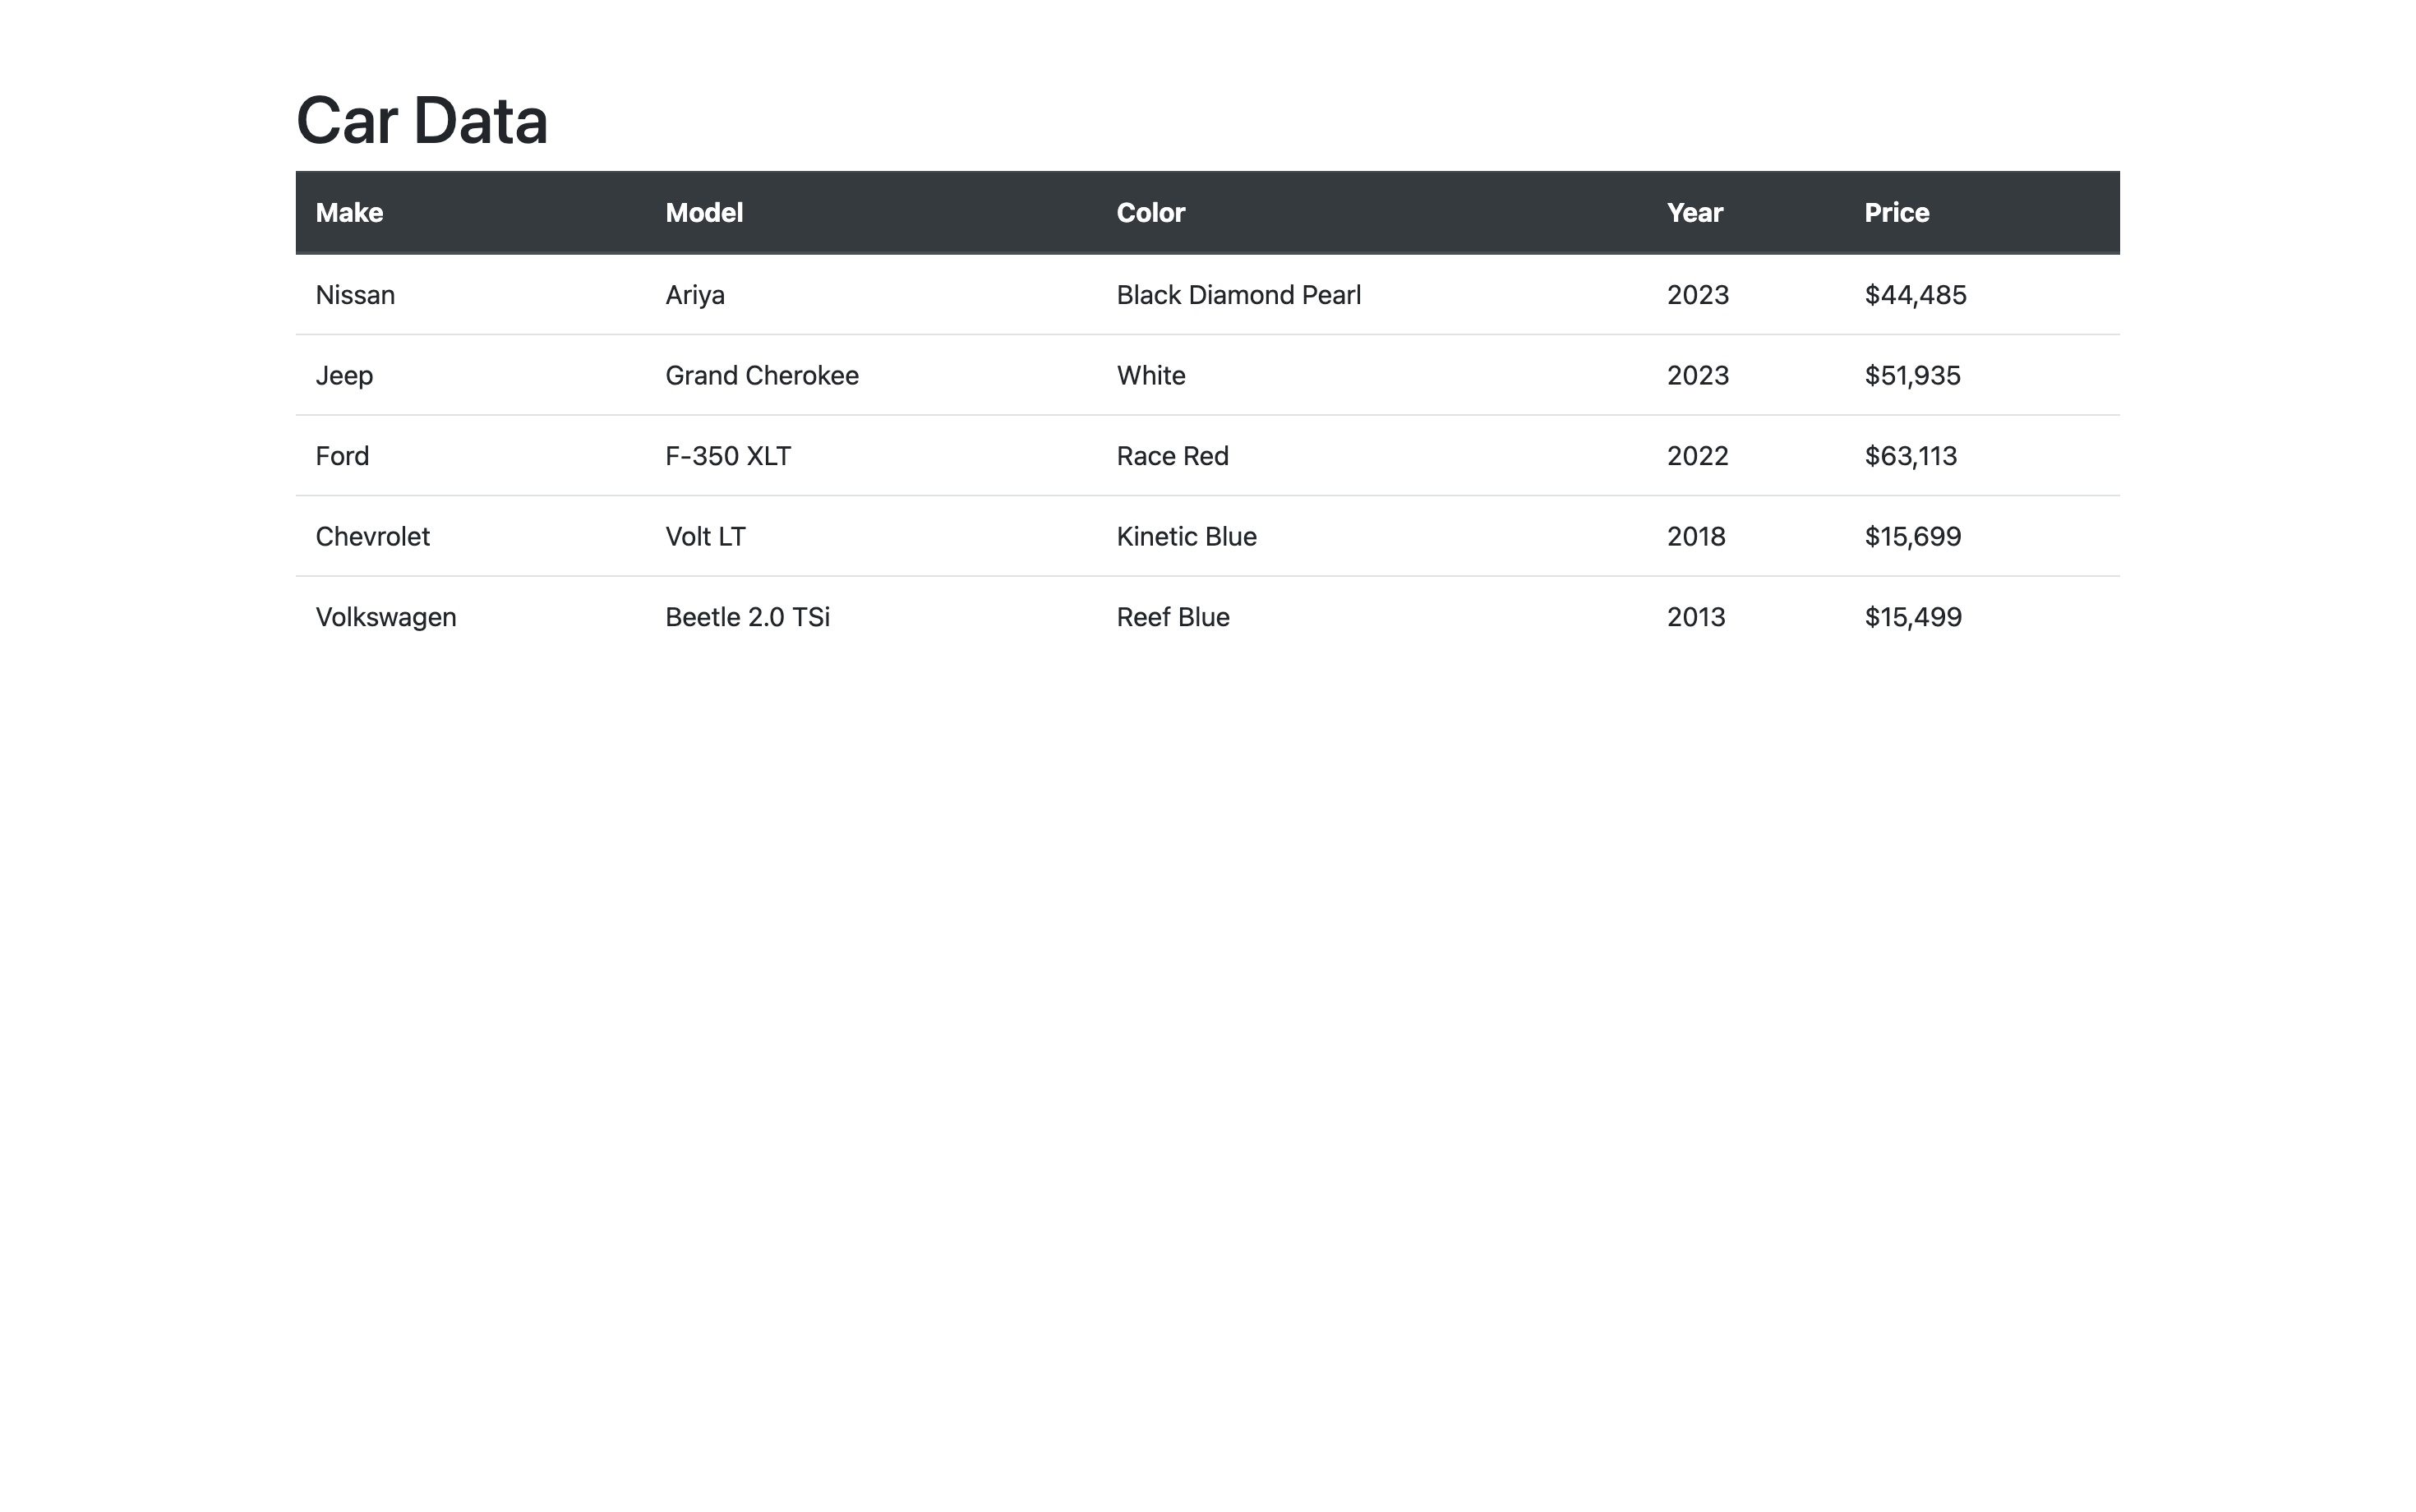 Car Data
Make Model Color Year Price
Nissan Ariya Black Diamond Pearl 2023 $44,485
Jeep Grand Cherokee White 2023 $51,935
Ford F-350 XLT Race Red 2022 $63,113
Chevrolet Volt LT Kinetic Blue 2018 $15,699
Volkswagen Beetle 2.0 TSi Reef Blue 2013 $15,499